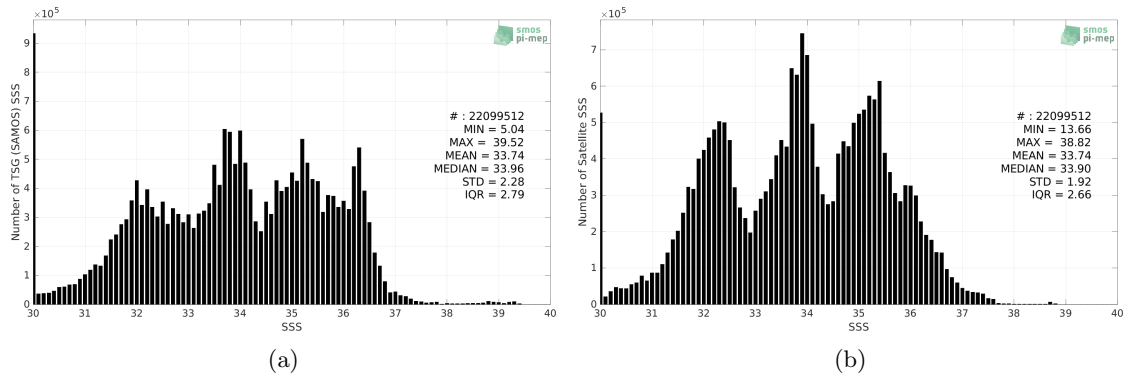 ×10⁵
9
8
7
6
5
4
3
2
1
0
Number of TSG (SAMOS) SSS
smos
pi-mep
# : 22099512
MIN = 5.04
MAX = 39.52
MEAN = 33.74
MEDIAN = 33.96
STD = 2.28
IQR = 2.79
30 31 32 33 34 35 36 37 38 39 40
SSS
(a)
×10⁵
7
6
5
4
3
2
1
0
Number of Satellite SSS
smos
pi-mep
# : 22099512
MIN = 13.66
MAX = 38.82
MEAN = 33.74
MEDIAN = 33.90
STD = 1.92
IQR = 2.66
30 31 32 33 34 35 36 37 38 39 40
SSS
(b)